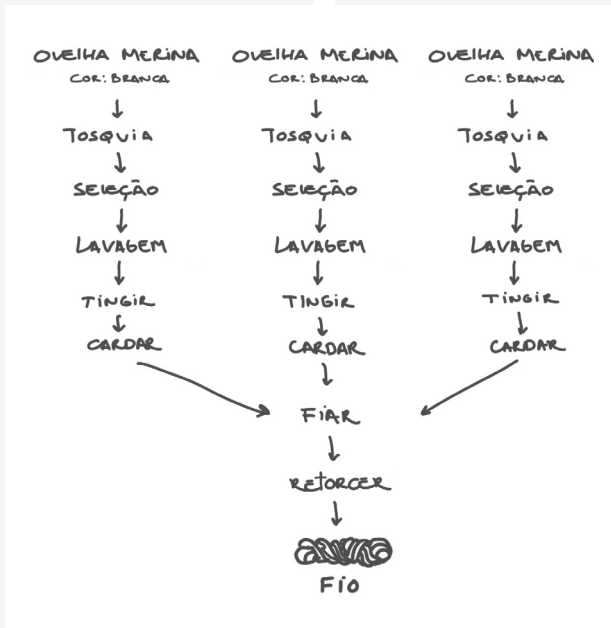 OVELHA MERINA OVELHA MERINA OVELHA MERINA
COR: BRANCA COR: BRANCA COR: BRANCA
TOSQUIA TOSQUIA TOSQUIA
SELEÇÃO SELEÇÃO SELEÇÃO
LAVAGEM LAVAGEM LAVAGEM
TINGIR TINGIR TINGIR
CARDAR CARDAR CARDAR
FIAR
RETORCER
FIO